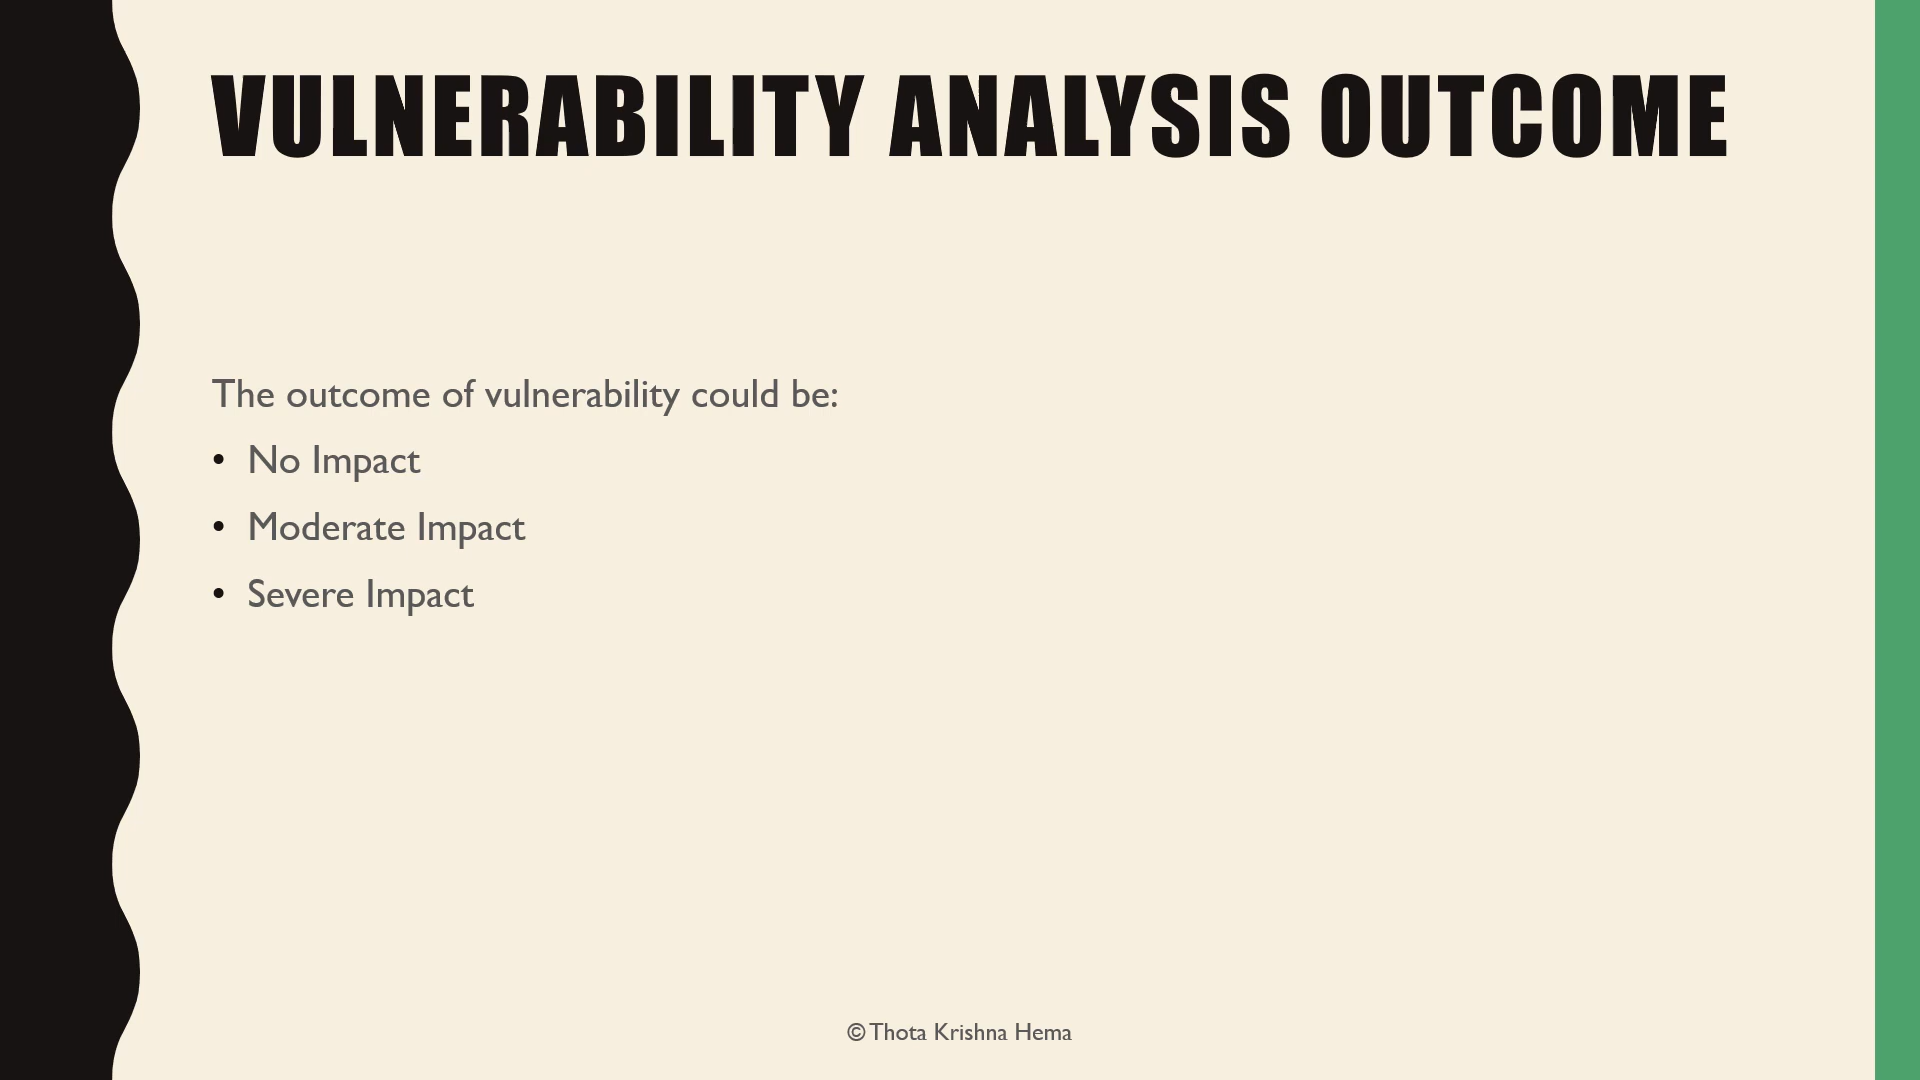 VULNERABILITY ANALYSIS OUTCOME
The outcome of vulnerability could be:
• No Impact
• Moderate Impact
• Severe Impact
© Thota Krishna Hema